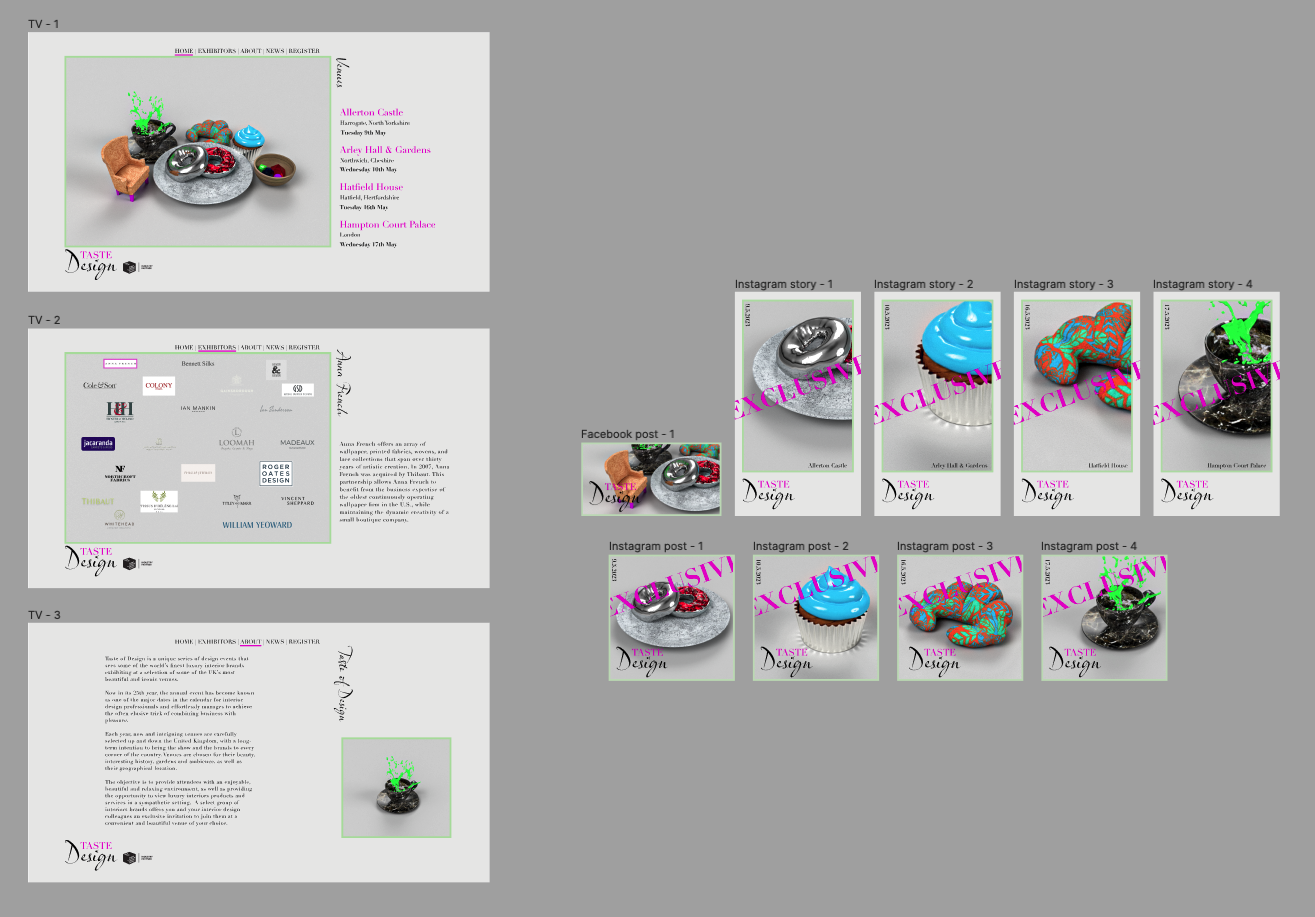 TV - 1
HOME | EXHIBITORS | ABOUT | NEWS | REGISTER
Venues
Allerton Castle
Harrogate, North Yorkshire
Tuesday 9th May
Arley Hall & Gardens
Northwich, Cheshire
Wednesday 10th May
Hatfield House
Hatfield, Hertfordshire
Tuesday 16th May
Hampton Court Palace
London
Wednesday 17th May
TASTE
Design
TV - 2
HOME | EXHIBITORS | ABOUT | NEWS | REGISTER
Anna French
Bennett Silks
&
Cole & Son
COLONY
GSD
IAN MANKIN
Ian Sanderson
jacaranda
LOOMAH
MADEAUX
NORTHCROFT
FABRICS
ROGER
OATES
DESIGN
THIBAUT
VINCENT
SHEPPARD
WHITEHEAD
WILLIAM YEOWARD
Anna French offers an array of
wallpaper, printed fabrics, wovens, and
lace collections that span over thirty
years of artistic creation. In 2007, Anna
French was acquired by Thibaut. This
partnership allows Anna French to
benefit from the business expertise of
the oldest continuously operating
wallpaper firm in the U.S., while
maintaining the dynamic creativity of a
small boutique company.
TASTE
Design
TV - 3
HOME | EXHIBITORS | ABOUT | NEWS | REGISTER
Taste of Design
Taste of Design is a unique series of design events that
sees some of the world's finest luxury interior brands
exhibiting at a selection of some of the UK's most
beautiful and iconic venues.
Now in its 25th year, the annual event has become known
as one of the major dates in the calendar for interior
design professionals and effortlessly manages to achieve
the often elusive trick of combining business with
pleasure.
Each year, new and intriguing venues are carefully
selected up and down the United Kingdom, with a long-
term intention to bring the show and the brands to every
corner of the country. Venues are chosen for their beauty,
interesting history, gardens and ambience, as well as
their geographical location.
The objective is to provide attendees with an enjoyable,
beautiful and relaxing environment, as well as providing
the opportunity to view luxury interiors products and
services in a sympathetic setting. A select group of
interiors brands offers you and your interior design
colleagues an exclusive invitation to join them at a
convenient and beautiful venue of your choice.
TASTE
Design
Facebook post - 1
TASTE
Design
Instagram story - 1
9.5.2023
EXCLUSIVE
Allerton Castle
TASTE
Design
Instagram story - 2
10.5.2023
EXCLUSIVE
Arley Hall & Gardens
TASTE
Design
Instagram story - 3
16.5.2023
EXCLUSIVE
Hatfield House
TASTE
Design
Instagram story - 4
17.5.2023
EXCLUSIVE
Hampton Court Palace
TASTE
Design
Instagram post - 1
9.5.2023
EXCLUSIVE
TASTE
Design
Instagram post - 2
10.5.2023
EXCLUSIVE
TASTE
Design
Instagram post - 3
16.5.2023
EXCLUSIVE
TASTE
Design
Instagram post - 4
17.5.2023
EXCLUSIVE
TASTE
Design